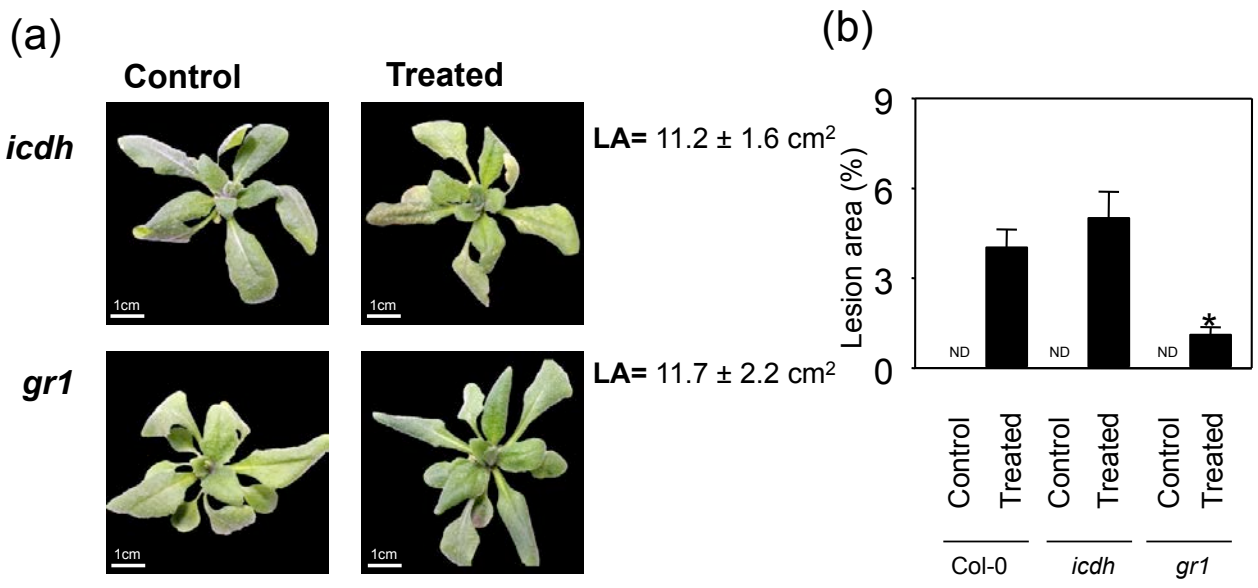 (a)
Control Treated
icdh
LA= 11.2 ± 1.6 cm²
1cm
1cm
gr1
LA= 11.7 ± 2.2 cm²
1cm
1cm
(b)
Lesion area (%)
9
6
3
0
ND
ND
ND
*
Control
Treated
Control
Treated
Control
Treated
Col-0 icdh gr1